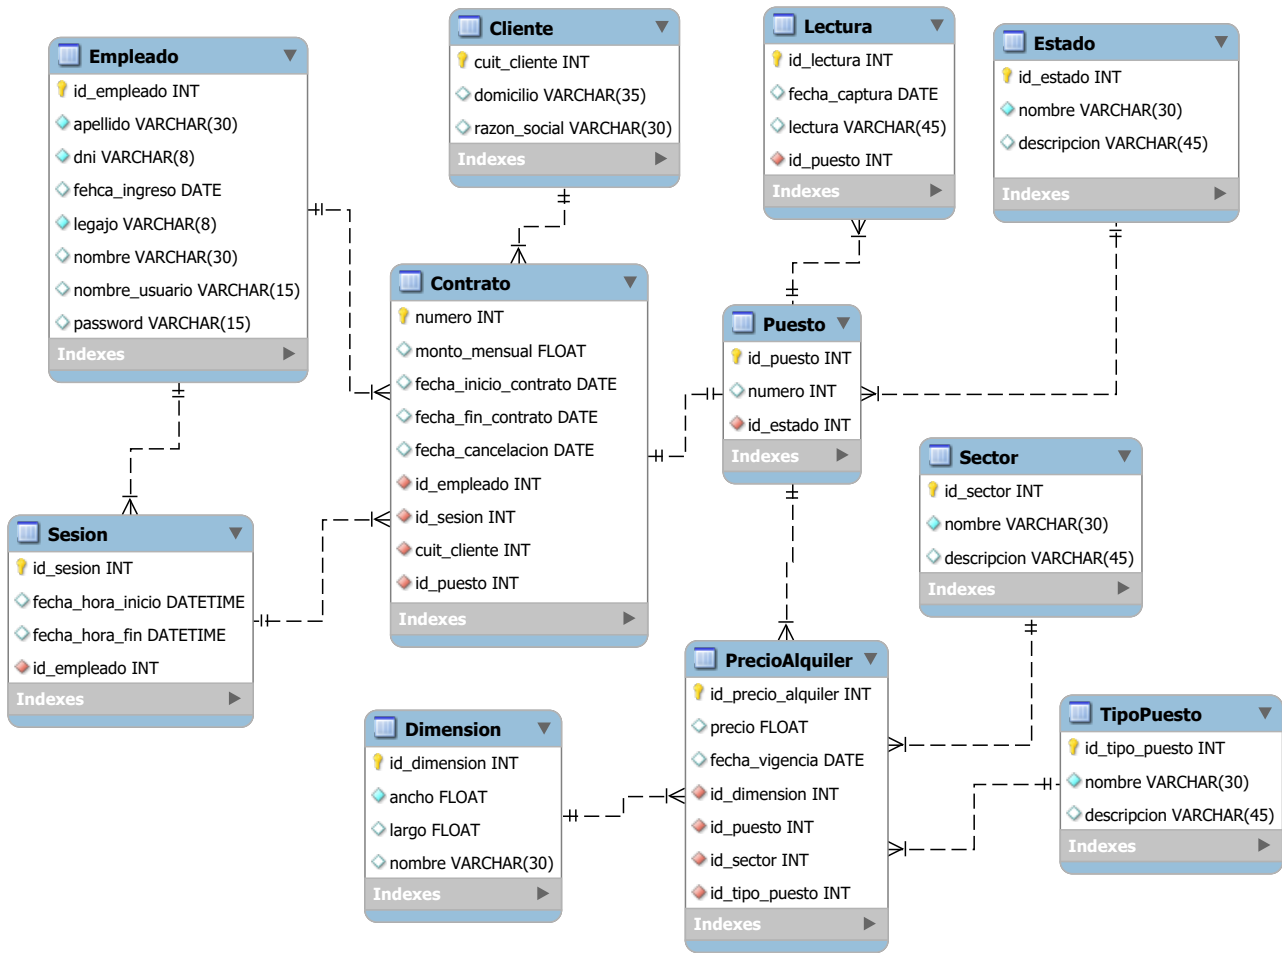 Empleado
id_empleado INT
apellido VARCHAR(30)
dni VARCHAR(8)
fehca_ingreso DATE
legajo VARCHAR(8)
nombre VARCHAR(30)
nombre_usuario VARCHAR(15)
password VARCHAR(15)
Indexes
Cliente
cuit_cliente INT
domicilio VARCHAR(35)
razon_social VARCHAR(30)
Indexes
Lectura
id_lectura INT
fecha_captura DATE
lectura VARCHAR(45)
id_puesto INT
Indexes
Estado
id_estado INT
nombre VARCHAR(30)
descripcion VARCHAR(45)
Indexes
Contrato
numero INT
monto_mensual FLOAT
fecha_inicio_contrato DATE
fecha_fin_contrato DATE
fecha_cancelacion DATE
id_empleado INT
id_sesion INT
cuit_cliente INT
id_puesto INT
Indexes
Puesto
id_puesto INT
numero INT
id_estado INT
Indexes
Sector
id_sector INT
nombre VARCHAR(30)
descripcion VARCHAR(45)
Indexes
Sesion
id_sesion INT
fecha_hora_inicio DATETIME
fecha_hora_fin DATETIME
id_empleado INT
Indexes
Dimension
id_dimension INT
ancho FLOAT
largo FLOAT
nombre VARCHAR(30)
Indexes
PrecioAlquiler
id_precio_alquiler INT
precio FLOAT
fecha_vigencia DATE
id_dimension INT
id_puesto INT
id_sector INT
id_tipo_puesto INT
Indexes
TipoPuesto
id_tipo_puesto INT
nombre VARCHAR(30)
descripcion VARCHAR(45)
Indexes